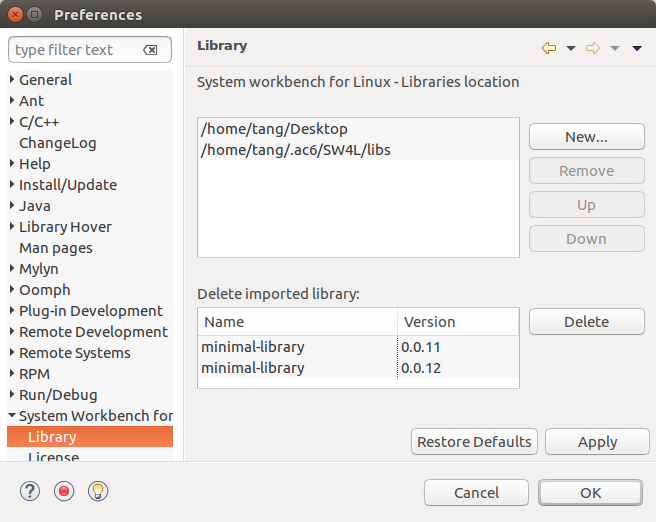 Preferences
type filter text
General
Ant
C/C++
ChangeLog
Help
Install/Update
Java
Library Hover
Man pages
Mylyn
Oomph
Plug-in Development
Remote Development
Remote Systems
RPM
Run/Debug
System Workbench for
Library
License
Library
System workbench for Linux - Libraries location
/home/tang/Desktop
/home/tang/.ac6/SW4L/libs
New...
Remove
Up
Down
Delete imported library:
Name Version
minimal-library 0.0.11
minimal-library 0.0.12
Delete
Restore Defaults Apply
? Cancel OK